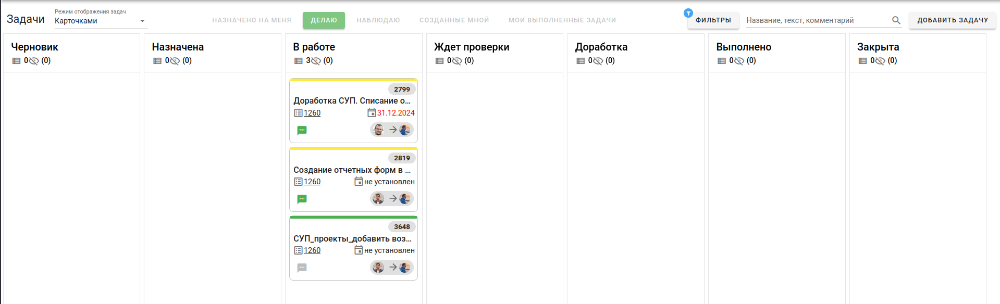 Задачи
Режим отображения задач
Карточками
НАЗНАЧЕНО НА МЕНЯ
ДЕЛАЮ
НАБЛЮДАЮ
СОЗДАННЫЕ МНОЙ
МОИ ВЫПОЛНЕННЫЕ ЗАДАЧИ
ФИЛЬТРЫ
Название, текст, комментарий
ДОБАВИТЬ ЗАДАЧУ
Черновик
0 (0)
Назначена
0 (0)
В работе
3 (0)
Ждет проверки
0 (0)
Доработка
0 (0)
Выполнено
0 (0)
Закрыта
0 (0)
2799
Доработка СУП. Списание о...
1260 31.12.2024
2819
Создание отчетных форм в ...
1260 не установлен
3648
СУП_проекты_добавить воз...
1260 не установлен